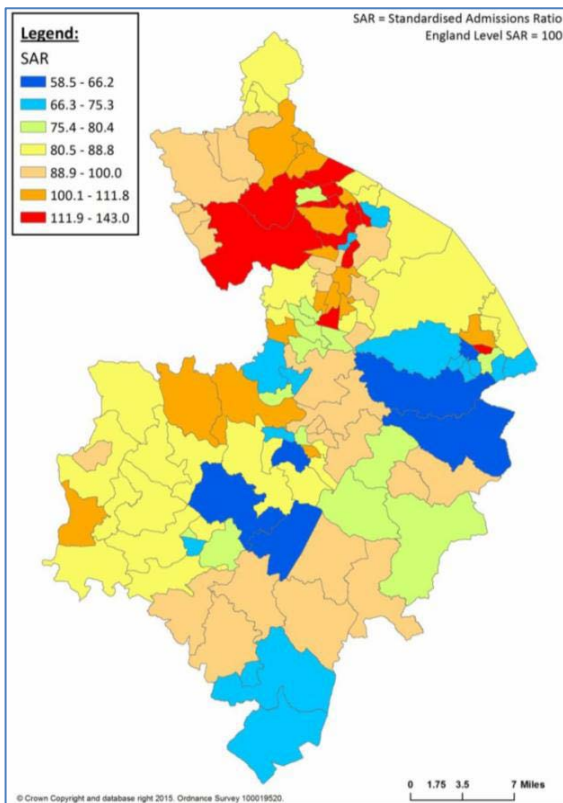 SAR = Standardised Admissions Ratio
England Level SAR = 100
Legend:
SAR
58.5 - 66.2
66.3 - 75.3
75.4 - 80.4
80.5 - 88.8
88.9 - 100.0
100.1 - 111.8
111.9 - 143.0
0 1.75 3.5 7 Miles
© Crown Copyright and database right 2015. Ordnance Survey 100019520.